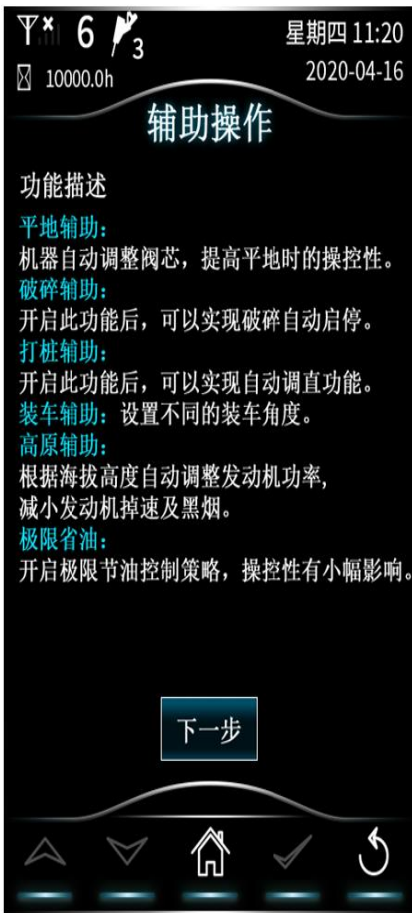 6 3 星期四 11:20
10000.0h 2020-04-16
辅助操作
功能描述
平地辅助：
机器自动调整阀芯，提高平地时的操控性。
破碎辅助：
开启此功能后，可以实现破碎自动启停。
打桩辅助：
开启此功能后，可以实现自动调直功能。
装车辅助：设置不同的装车角度。
高原辅助：
根据海拔高度自动调整发动机功率,
减小发动机掉速及黑烟。
极限省油：
开启极限节油控制策略，操控性有小幅影响。
下一步